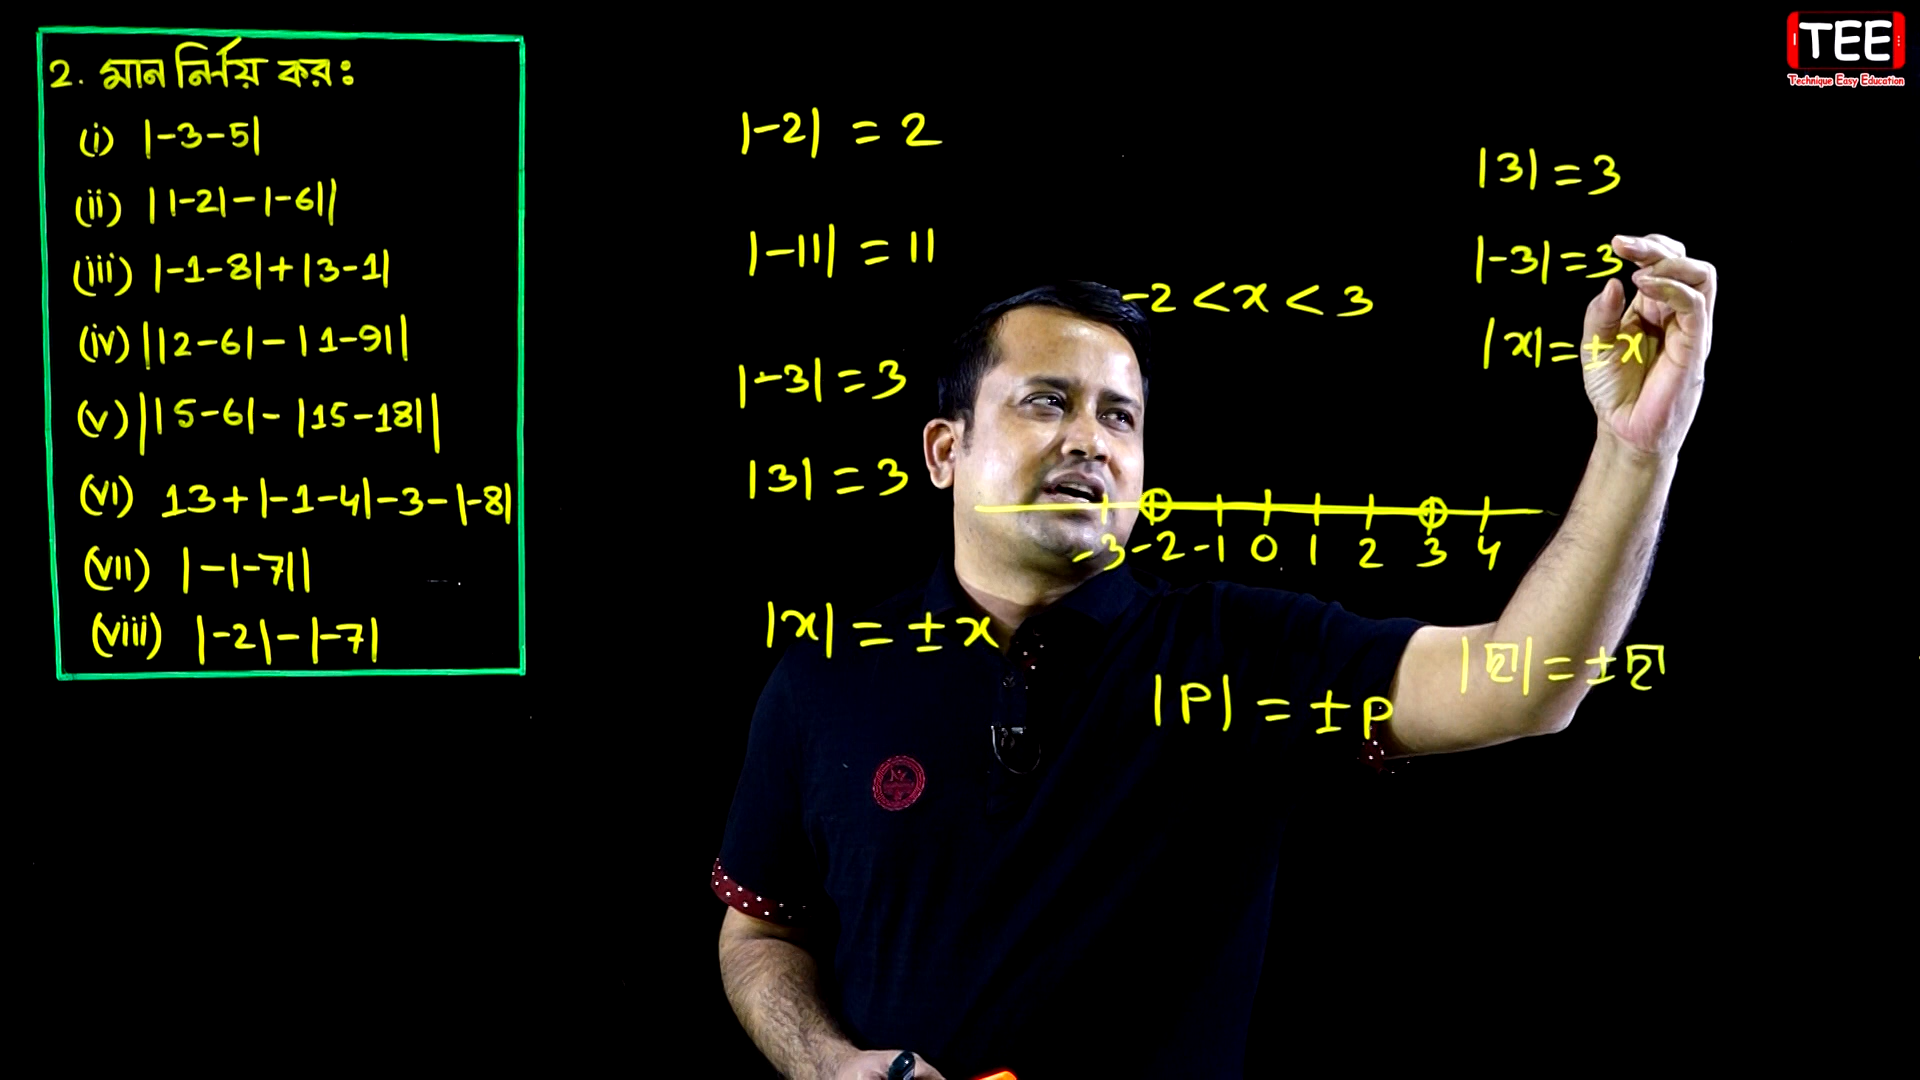 2. মান নির্ণয় কর:
(i) |-3-5|
(ii) ||-2|-|-6||
(iii) |-1-8|+|3-1|
(iv) ||2-6|-|1-9||
(v) ||5-6|-|15-18||
(vi) 13+|-1-4|-3-|-8|
(vii) |-|-7||
(viii) |-2|-|-7|
|-2| = 2
|-11| = 11
|-3| = 3
|3| = 3
|x| = ±x
-2 < x < 3
-3 -2 -1 0 1 2 3 4
|P| = ±P
TEE
Technique Easy Education
|3| = 3
|-3| = 3
|x| = ±x